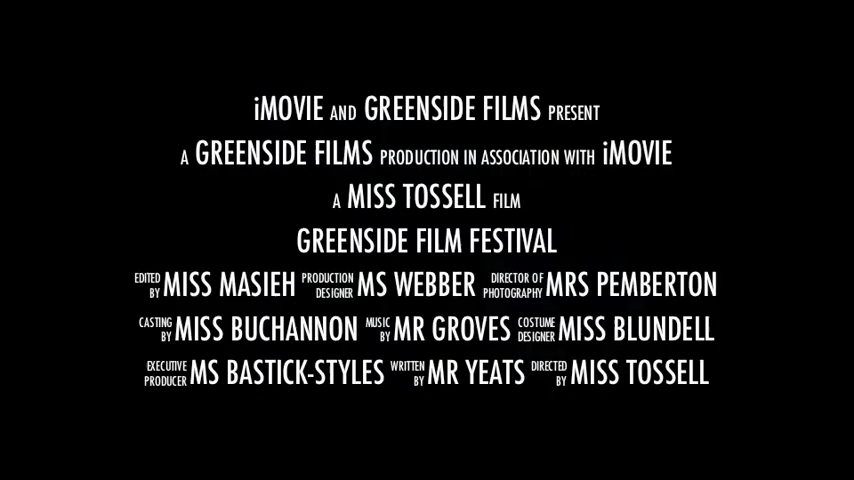 iMOVIE AND GREENSIDE FILMS PRESENT
A GREENSIDE FILMS PRODUCTION IN ASSOCIATION WITH iMOVIE
A MISS TOSSELL FILM
GREENSIDE FILM FESTIVAL
EDITED BY MISS MASIEH PRODUCTION DESIGNER MS WEBBER DIRECTOR OF PHOTOGRAPHY MRS PEMBERTON
CASTING BY MISS BUCHANNON MUSIC BY MR GROVES COSTUME DESIGNER MISS BLUNDELL
EXECUTIVE PRODUCER MS BASTICK-STYLES WRITTEN BY MR YEATS DIRECTED BY MISS TOSSELL